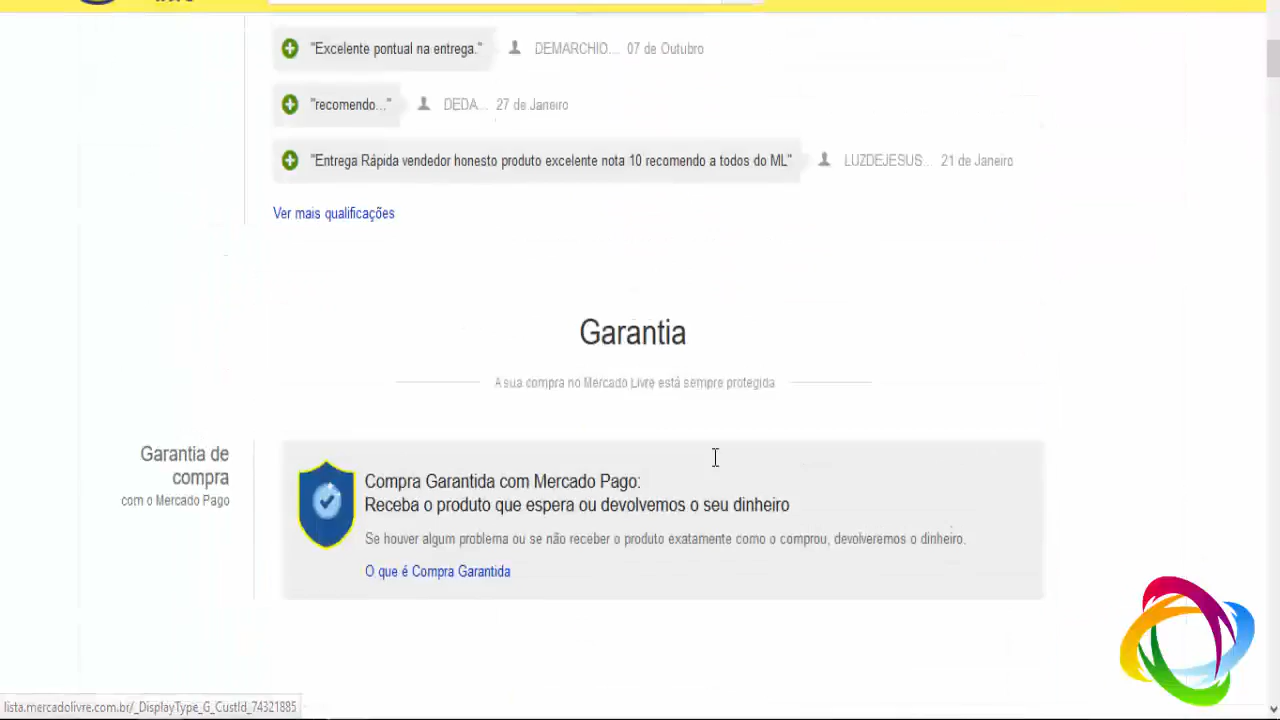 "Excelente pontual na entrega." DEMARCHIO... 07 de Outubro
"recomendo..." DEDA... 27 de Janeiro
"Entrega Rápida vendedor honesto produto excelente nota 10 recomendo a todos do ML" LUZDEJESUS... 21 de Janeiro
Ver mais qualificações
Garantia
A sua compra no Mercado Livre está sempre protegida
Garantia de
compra
com o Mercado Pago
Compra Garantida com Mercado Pago:
Receba o produto que espera ou devolvemos o seu dinheiro
Se houver algum problema ou se não receber o produto exatamente como o comprou, devolveremos o dinheiro.
O que é Compra Garantida
lista.mercadolivre.com.br/_DisplayType_G_CustId_74321885